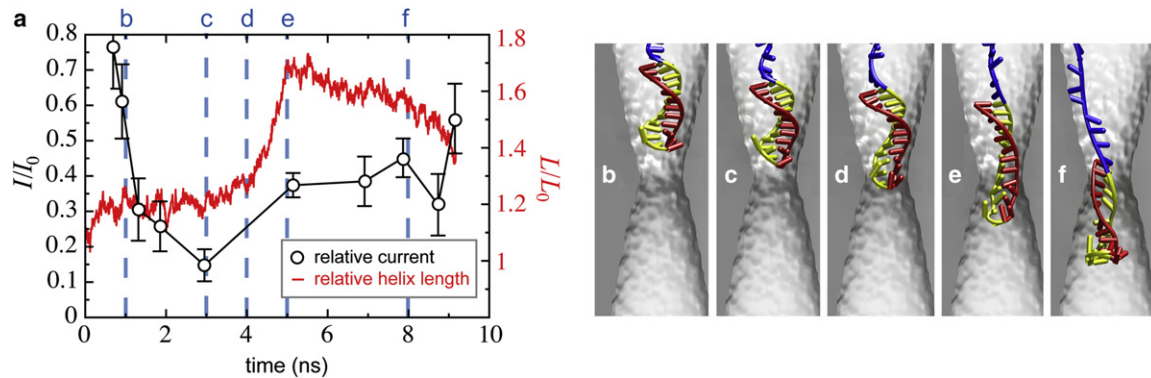 a
b c d e f
0.8
0.7
0.6
0.5
0.4
0.3
0.2
0.1
0
I/I0
1.8
1.6
1.4
1.2
1
L/L0
relative current
relative helix length
0 2 4 6 8 10
time (ns)
b c d e f